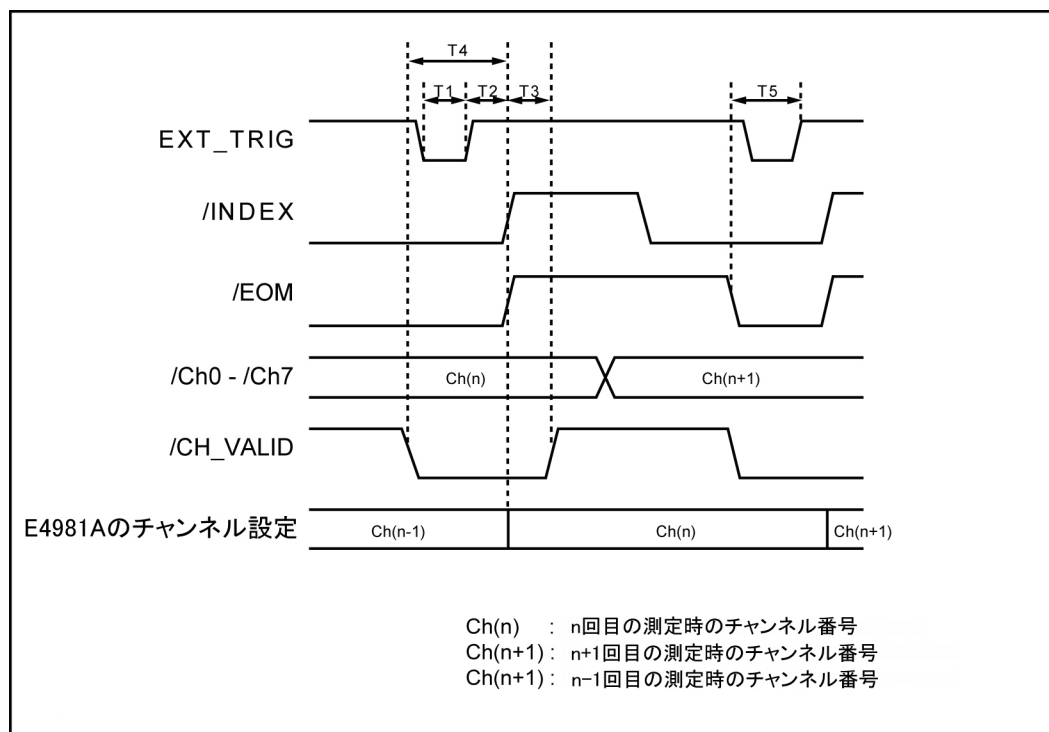 T4
T1 T2 T3 T5
EXT_TRIG
/INDEX
/EOM
/Ch0 - /Ch7 Ch(n) Ch(n+1)
/CH_VALID
E4981Aのチャンネル設定 Ch(n-1) Ch(n) Ch(n+1)
Ch(n) : n回目の測定時のチャンネル番号
Ch(n+1) : n+1回目の測定時のチャンネル番号
Ch(n+1) : n-1回目の測定時のチャンネル番号